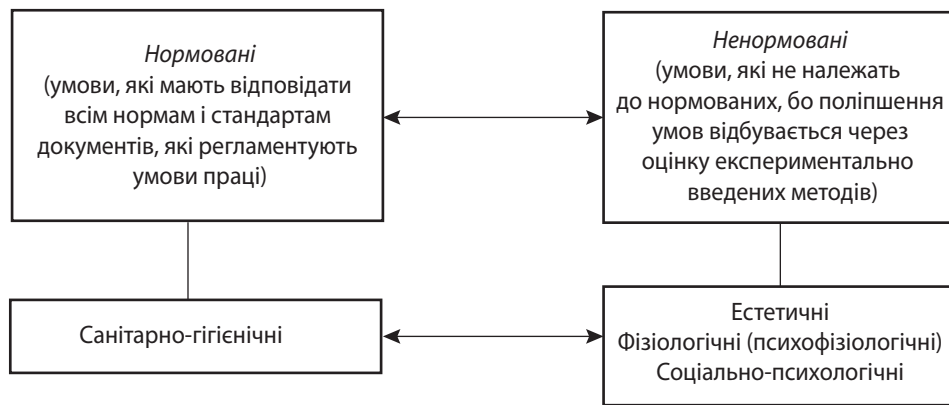 Нормовані
(умови, які мають відповідати
всім нормам і стандартам
документів, які регламентують
умови праці)
Ненормовані
(умови, які не належать
до нормованих, бо поліпшення
умов відбувається через
оцінку експериментально
введених методів)
Санітарно-гігієнічні
Естетичні
Фізіологічні (психофізіологічні)
Соціально-психологічні